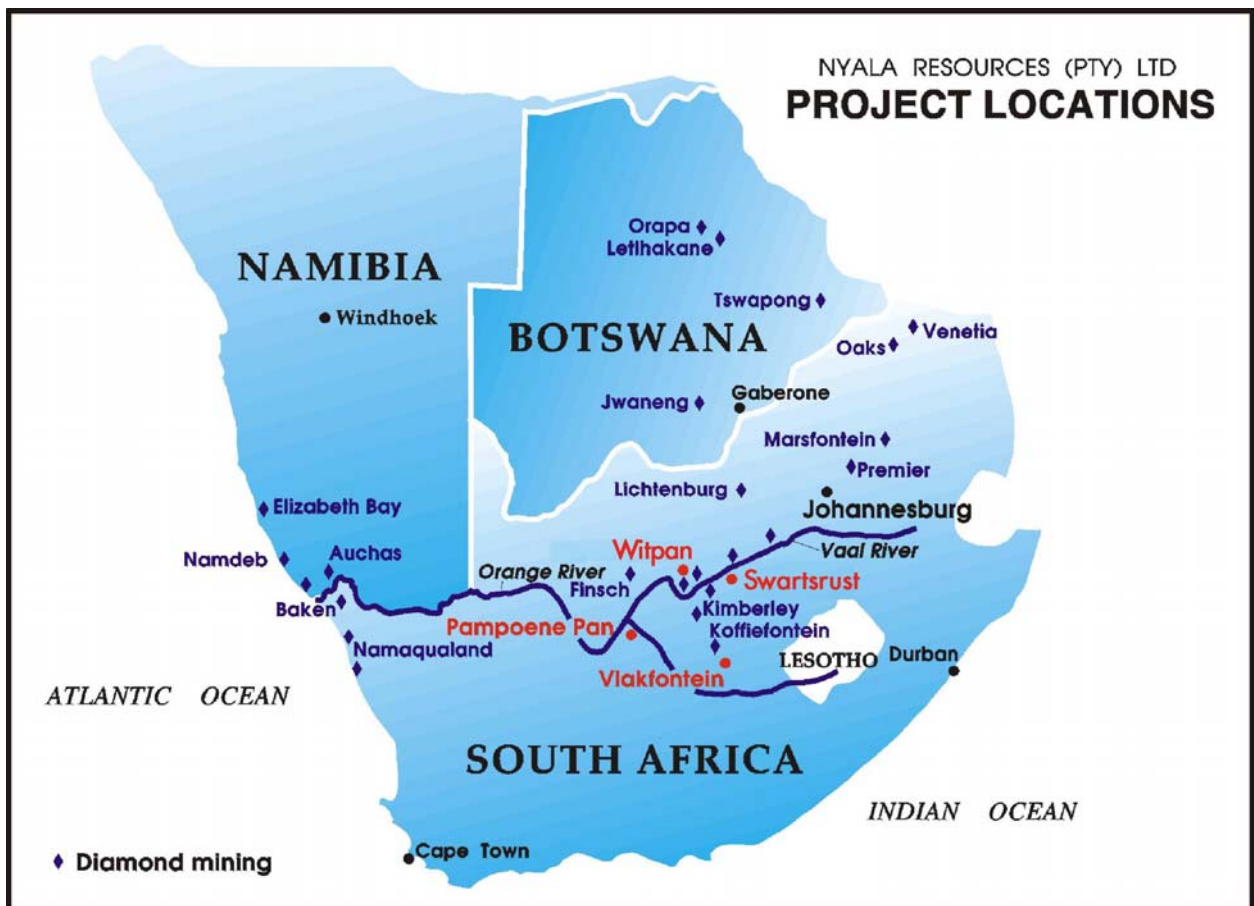 NYALA RESOURCES (PTY) LTD
PROJECT LOCATIONS
Orapa
Letlhakane
NAMIBIA
Windhoek
Tswapong
BOTSWANA
Venetia
Oaks
Gaberone
Jwaneng
Marsfontein
Premier
Lichtenburg
Johannesburg
Elizabeth Bay
Witpan
Vaal River
Namdeb
Auchas
Orange River
Finsch
Swartsrust
Baken
Kimberley
Pampoene Pan
Koffiefontein
Namaqualand
LESOTHO
Durban
Vlakfontein
ATLANTIC OCEAN
SOUTH AFRICA
INDIAN OCEAN
Cape Town
Diamond mining